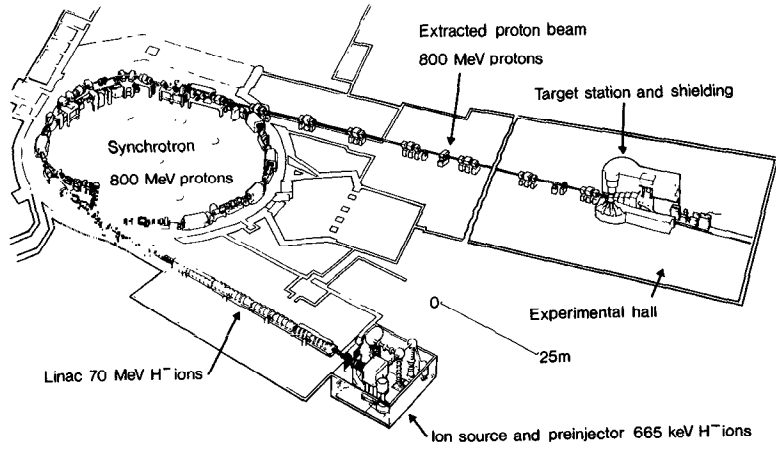 Extracted proton beam
800 MeV protons
Target station and shielding
Synchrotron
800 MeV protons
0
25m
Experimental hall
Linac 70 MeV H⁻ ions
Ion source and preinjector 665 keV H⁻ ions